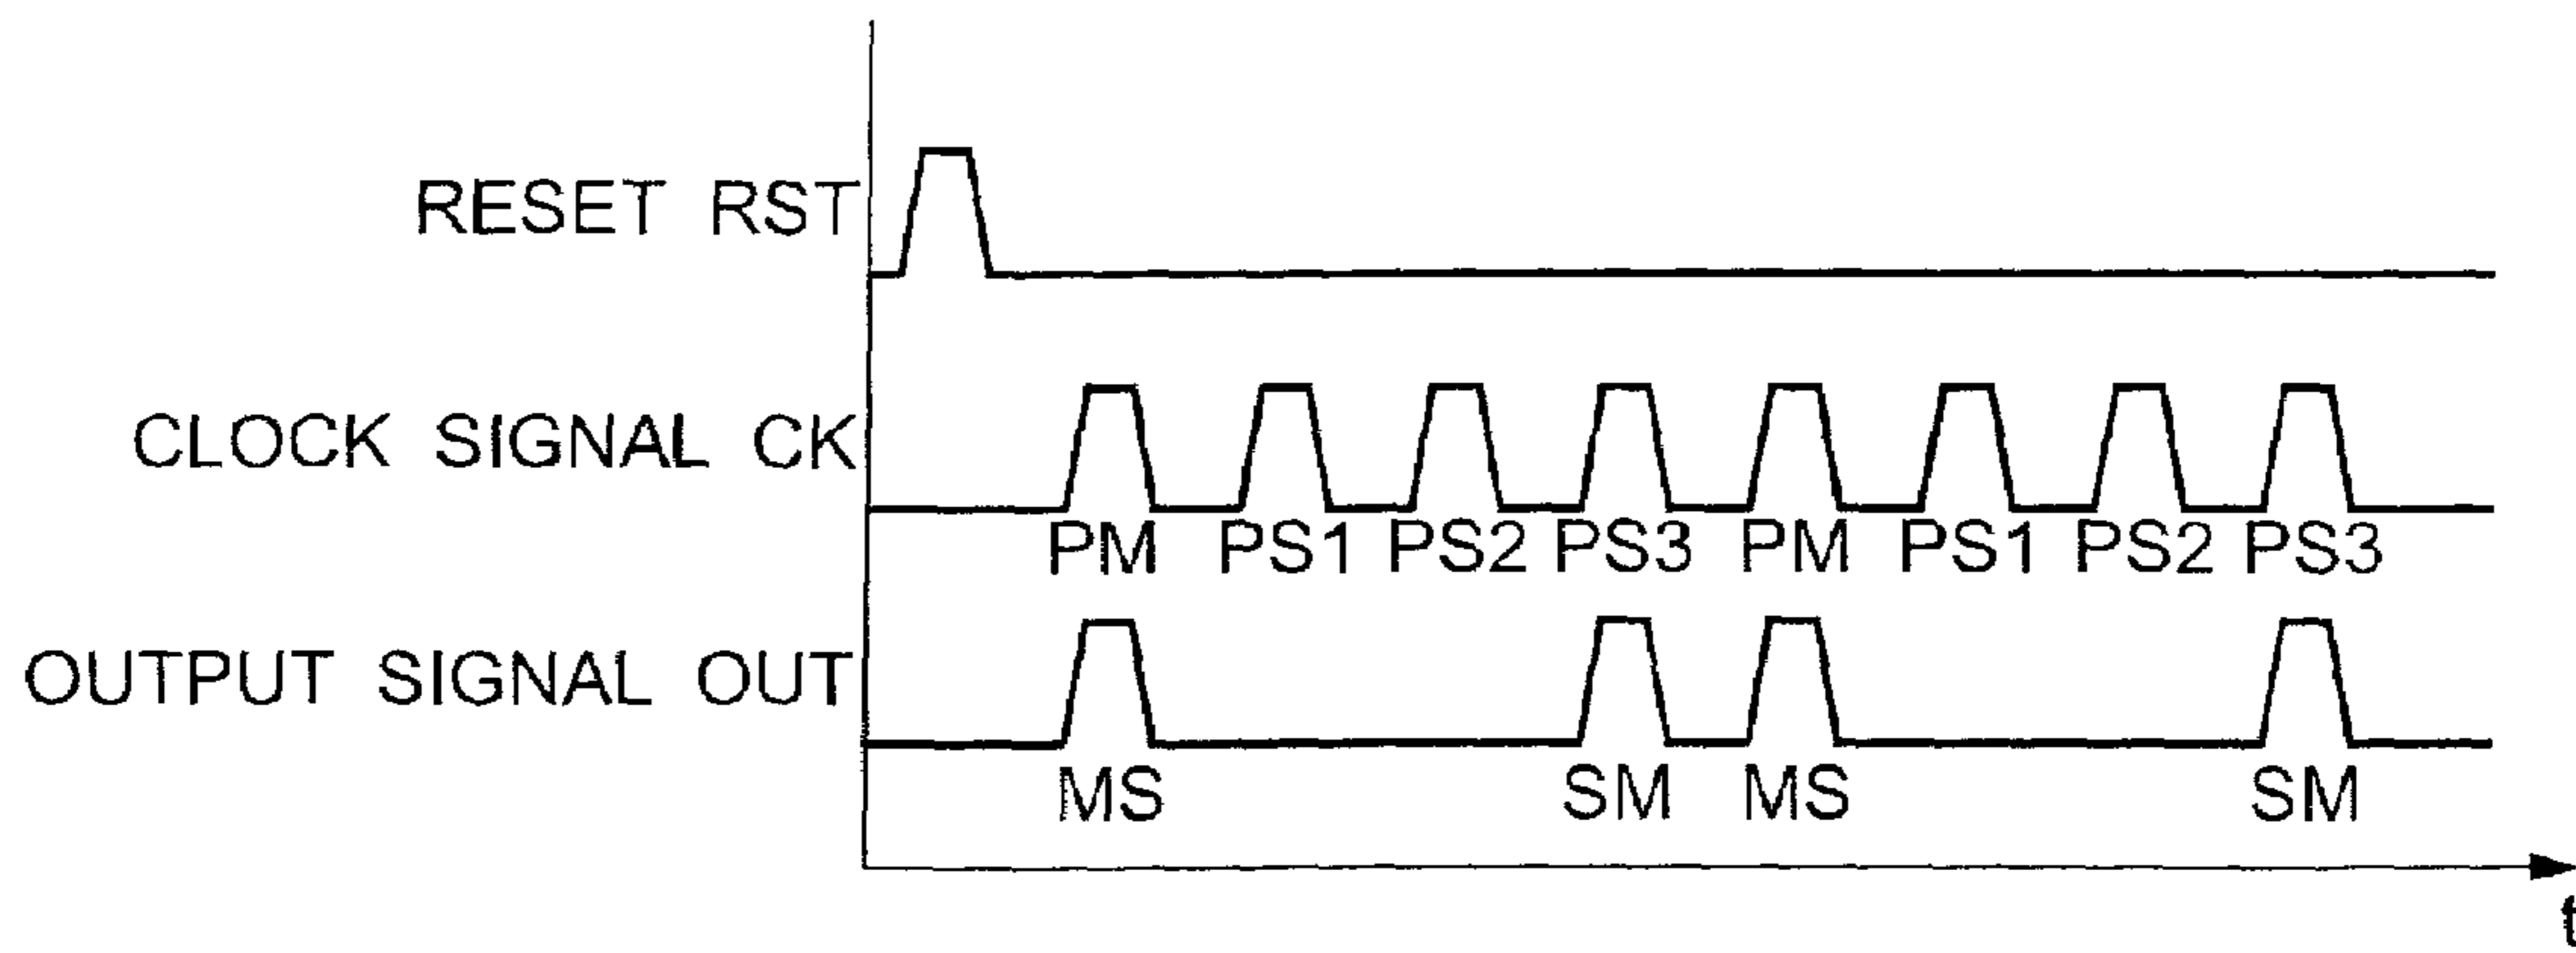 RESET RST
CLOCK SIGNAL CK
PM PS1 PS2 PS3 PM PS1 PS2 PS3
OUTPUT SIGNAL OUT
MS SM MS SM
t